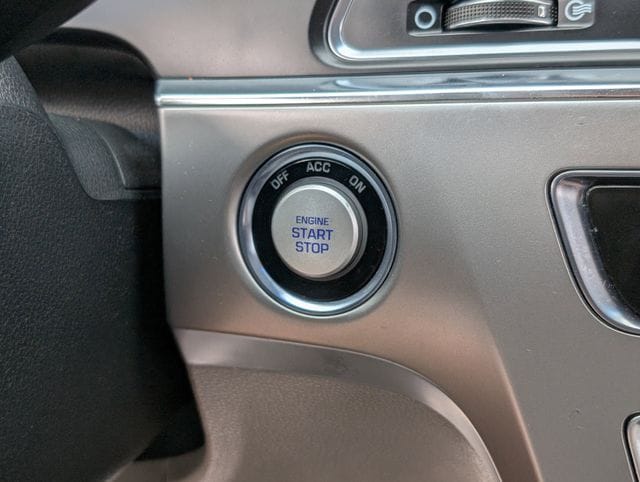 OFF ACC ON
ENGINE
START
STOP